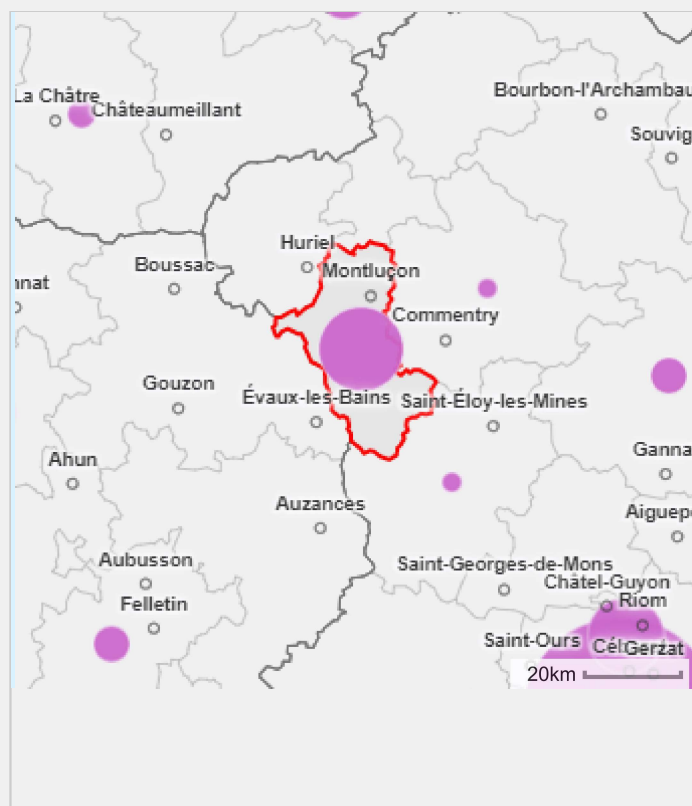 Bourbon-l'Archambau
La Châtre
Châteaumeillant
Souvig
Huriel
Boussac
Montluçon
nnat
Commentry
Gouzon
Évaux-les-Bains
Saint-Éloy-les-Mines
Ganna
Ahun
Auzances
Aiguep
Aubusson
Saint-Georges-de-Mons
Châtel-Guyon
Felletin
Riom
Saint-Ours
Gerzat
20km